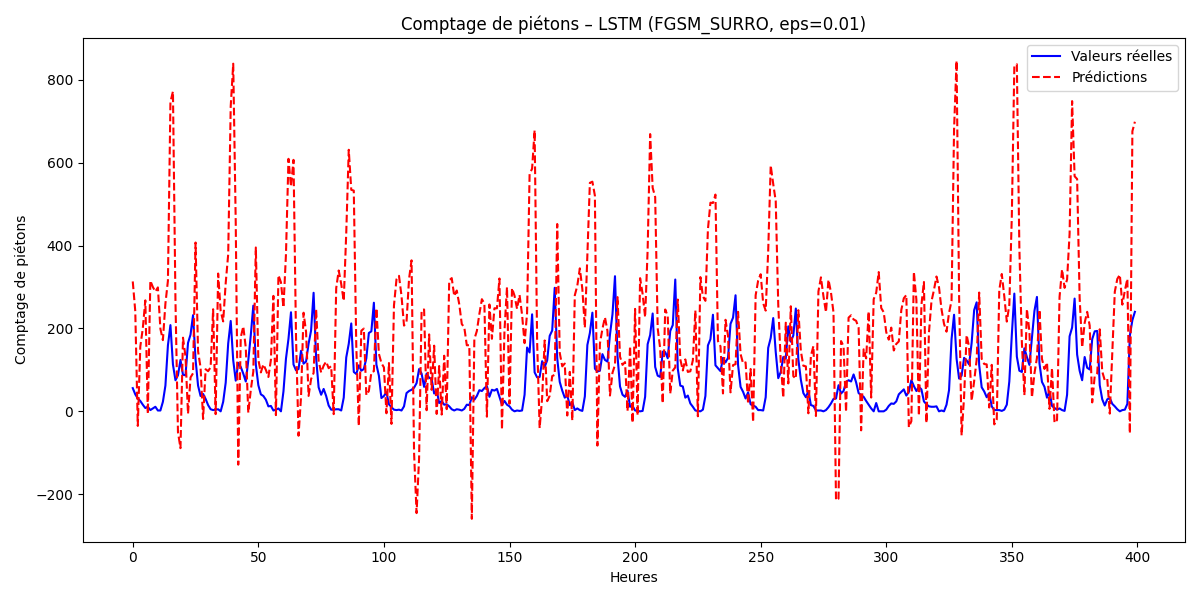 Comptage de piétons – LSTM (FGSM_SURRO, eps=0.01)
Valeurs réelles
Prédictions
Comptage de piétons
800
600
400
200
0
−200
0 50 100 150 200 250 300 350 400
Heures